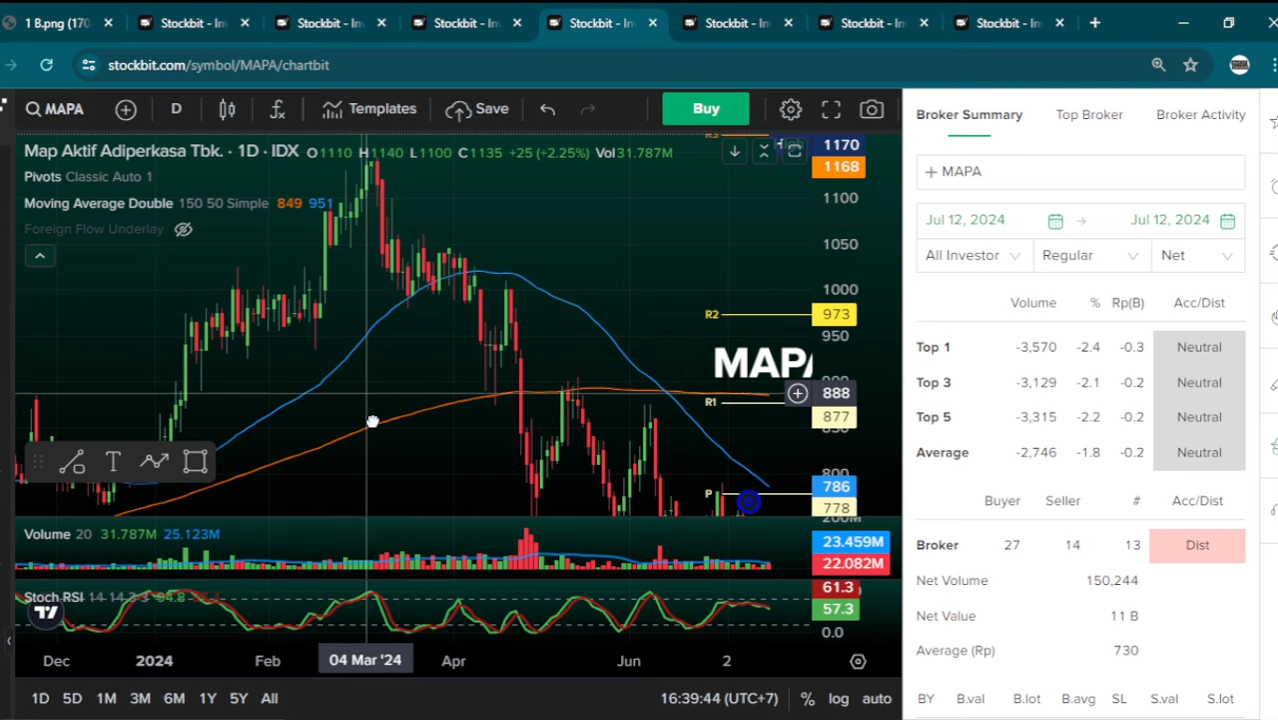 1 B.png (170
Stockbit - In
Stockbit - In
Stockbit - In
Stockbit - In
Stockbit - In
Stockbit - In
Stockbit - In
stockbit.com/symbol/MAPA/chartbit
MAPA D Templates Save Buy
Map Aktif Adiperkasa Tbk. · 1D · IDX O1110 H1140 L1100 C1135 +25 (+2.25%) Vol31.787M
Pivots Classic Auto 1
Moving Average Double 150 50 Simple 849 951
Foreign Flow Underlay
R3
High
1170
1168
1100
1050
1000
R2 973
950
MAPA
900
888
R1 877
850
800
786
P 778
200M
Volume 20 31.787M 25.123M
23.459M
22.082M
Stoch RSI 14 14 3 3 94.8
61.3
57.3
0.0
Dec 2024 Feb 04 Mar '24 Apr Jun 2
1D 5D 1M 3M 6M 1Y 5Y All 16:39:44 (UTC+7) % log auto
Broker Summary Top Broker Broker Activity
+ MAPA
Jul 12, 2024 → Jul 12, 2024
All Investor Regular Net
Volume % Rp(B) Acc/Dist
Top 1 -3,570 -2.4 -0.3 Neutral
Top 3 -3,129 -2.1 -0.2 Neutral
Top 5 -3,315 -2.2 -0.2 Neutral
Average -2,746 -1.8 -0.2 Neutral
Buyer Seller # Acc/Dist
Broker 27 14 13 Dist
Net Volume 150,244
Net Value 11 B
Average (Rp) 730
BY B.val B.lot B.avg SL S.val S.lot